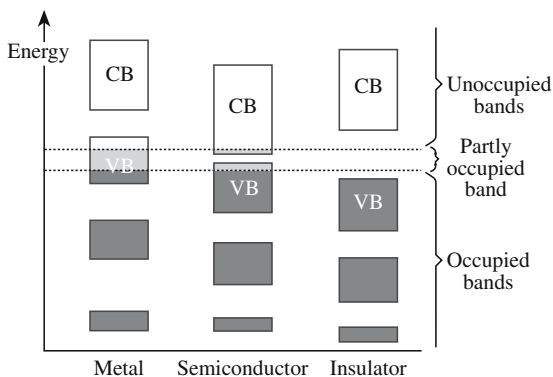 Energy
CB
CB
CB
Unoccupied
bands
VB
VB
VB
Partly
occupied
band
Occupied
bands
Metal
Semiconductor
Insulator